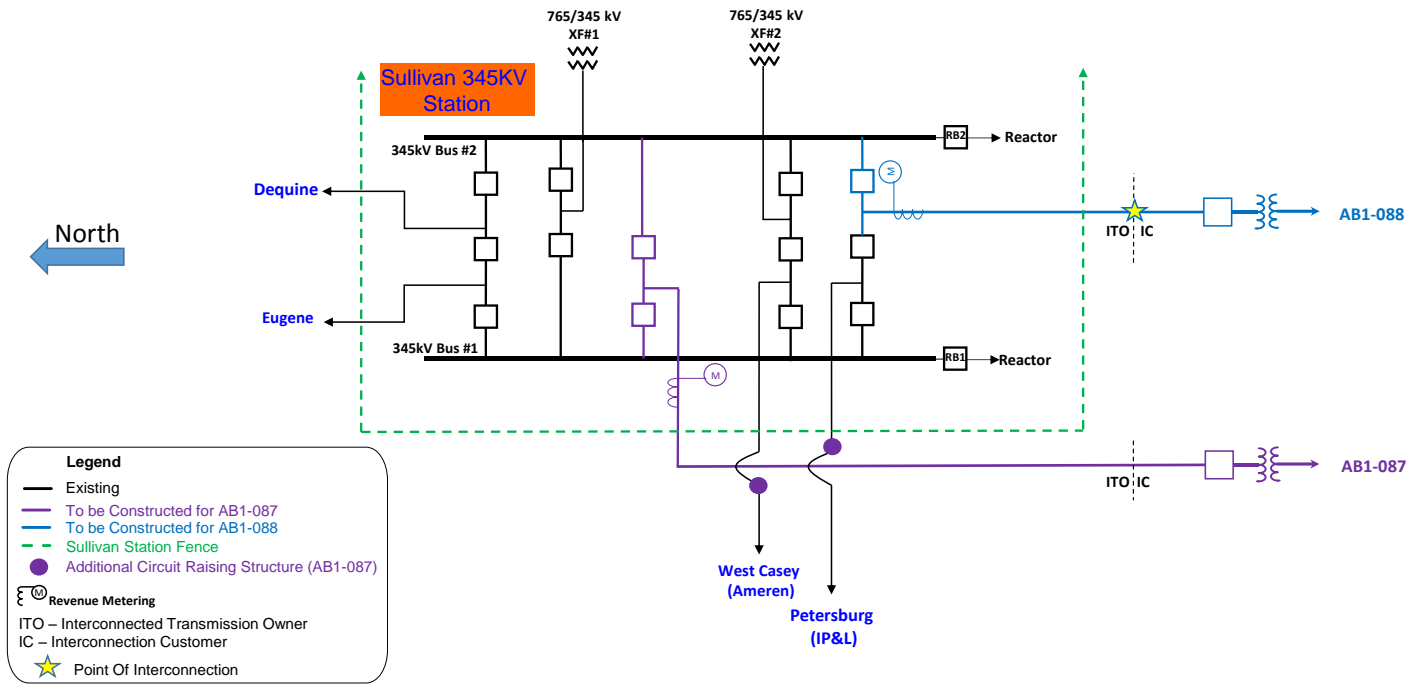 765/345 kV
XF#1
765/345 kV
XF#2
Sullivan 345KV
Station
345kV Bus #2
RB2
Reactor
Dequine
M
North
AB1-088
ITO
IC
Eugene
345kV Bus #1
RB1
Reactor
M
AB1-087
ITO
IC
West Casey
(Ameren)
Petersburg
(IP&L)
Legend
Existing
To be Constructed for AB1-087
To be Constructed for AB1-088
Sullivan Station Fence
Additional Circuit Raising Structure (AB1-087)
M
Revenue Metering
ITO – Interconnected Transmission Owner
IC – Interconnection Customer
Point Of Interconnection